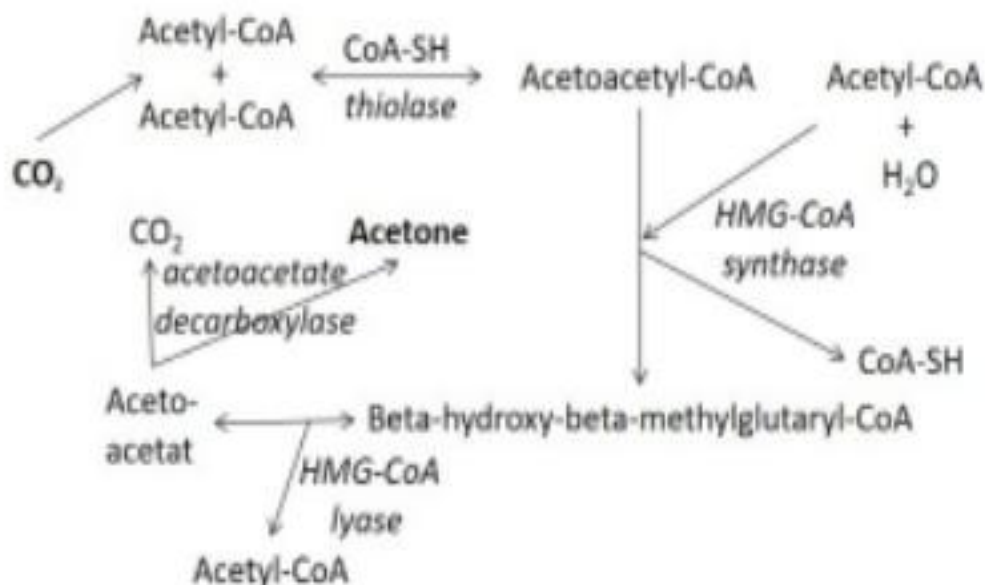 Acetyl-CoA
+
Acetyl-CoA
CoA-SH
thiolase
Acetoacetyl-CoA
Acetyl-CoA
+
H₂O
CO₂
HMG-CoA
synthase
CoA-SH
CO₂
Acetone
acetoacetate
decarboxylase
Aceto-
acetat
Beta-hydroxy-beta-methylglutaryl-CoA
HMG-CoA
lyase
Acetyl-CoA